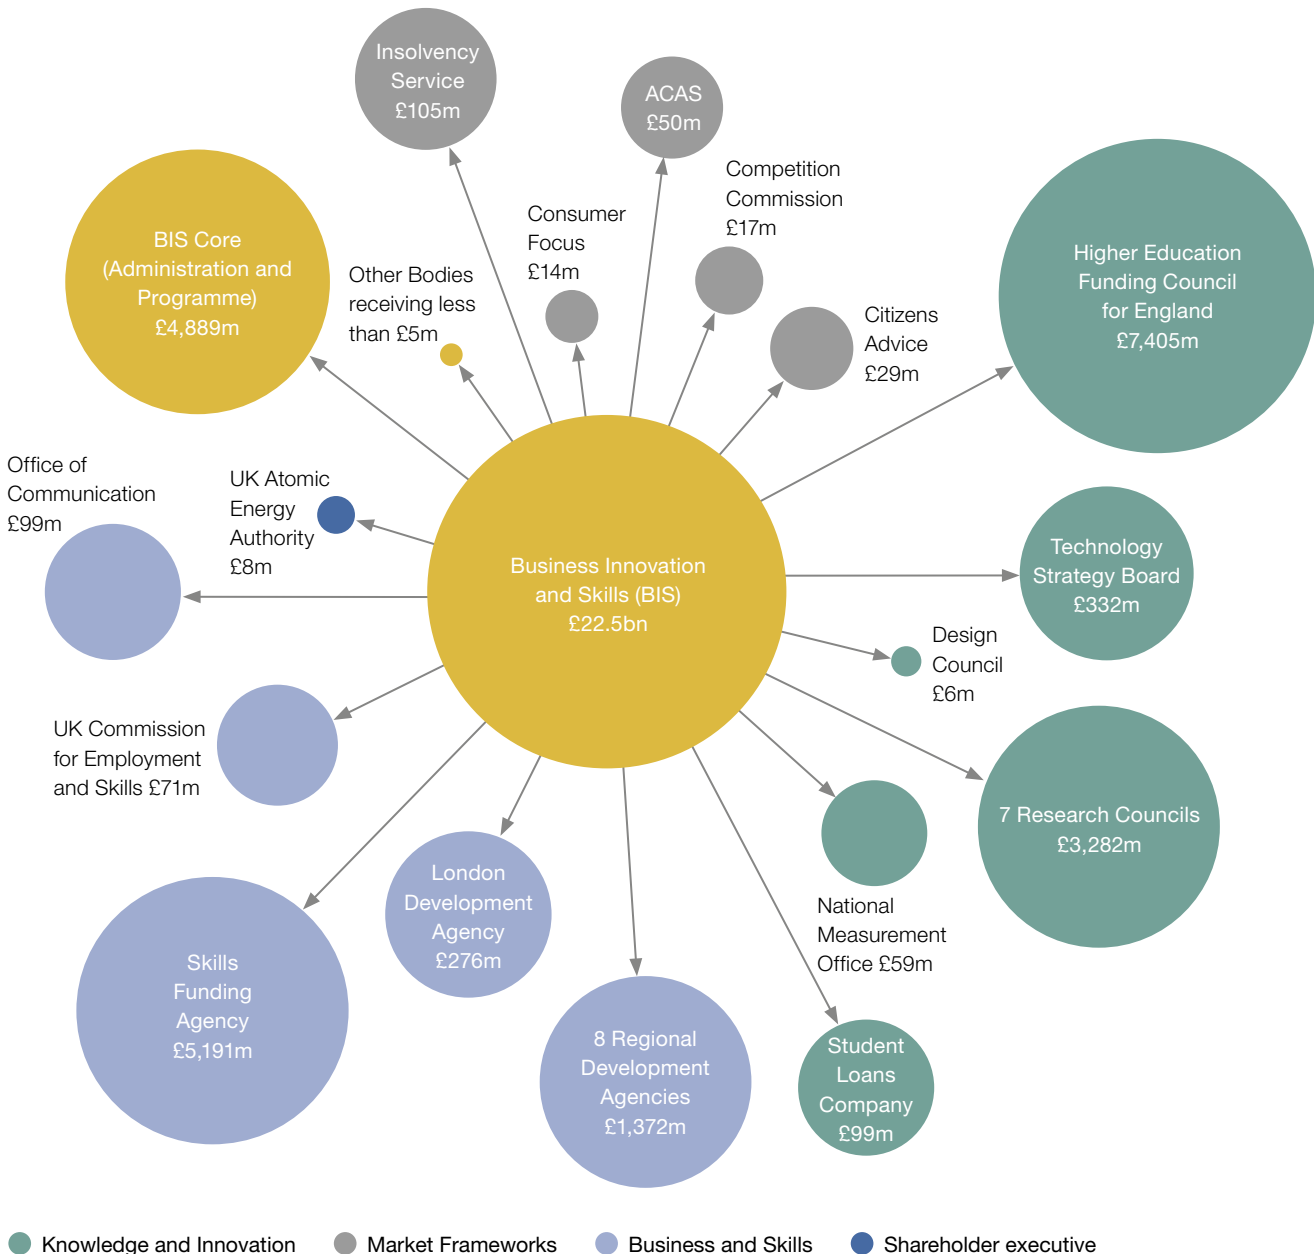 Insolvency
Service
£105m
ACAS
£50m
Competition
Commission
£17m
Consumer
Focus
£14m
BIS Core
(Administration and
Programme)
£4,889m
Other Bodies
receiving less
than £5m
Citizens
Advice
£29m
Higher Education
Funding Council
for England
£7,405m
Office of
Communication
£99m
UK Atomic
Energy
Authority
£8m
Business Innovation
and Skills (BIS)
£22.5bn
Technology
Strategy Board
£332m
Design
Council
£6m
UK Commission
for Employment
and Skills £71m
7 Research Councils
£3,282m
London
Development
Agency
£276m
National
Measurement
Office £59m
Skills
Funding
Agency
£5,191m
8 Regional
Development
Agencies
£1,372m
Student
Loans
Company
£99m
Knowledge and Innovation
Market Frameworks
Business and Skills
Shareholder executive